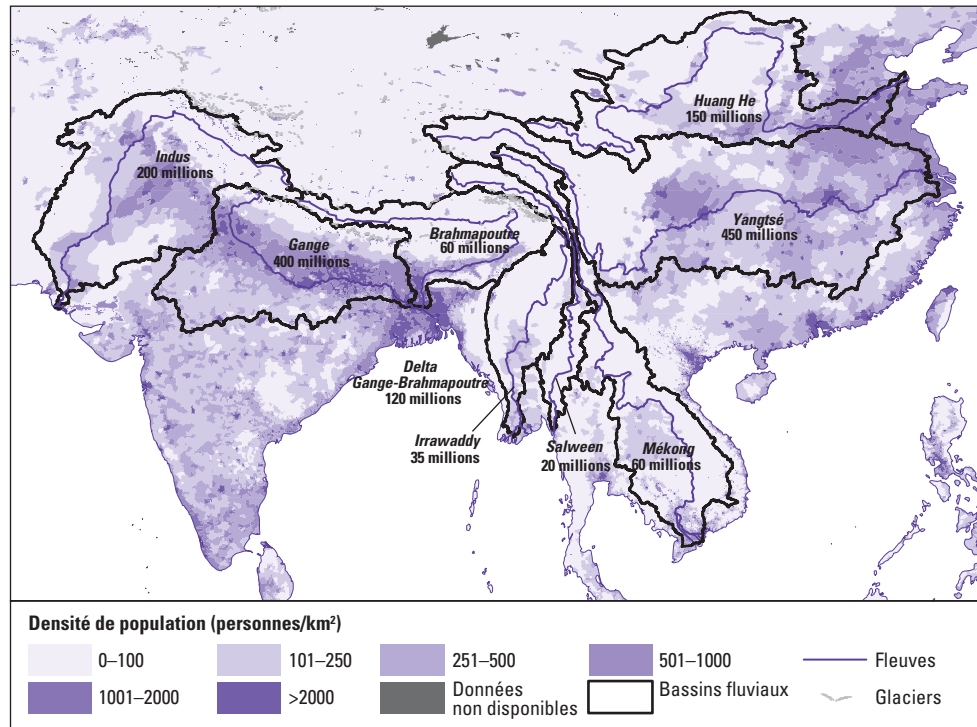 Huang He
150 millions
Indus
200 millions
Yangtsé
450 millions
Brahmapoutre
60 millions
Gange
400 millions
Delta
Gange-Brahmapoutre
120 millions
Irrawaddy
35 millions
Salween
20 millions
Mékong
60 millions
Densité de population (personnes/km²)
0–100
101–250
251–500
501–1000
Fleuves
1001–2000
>2000
Données
non disponibles
Bassins fluviaux
Glaciers